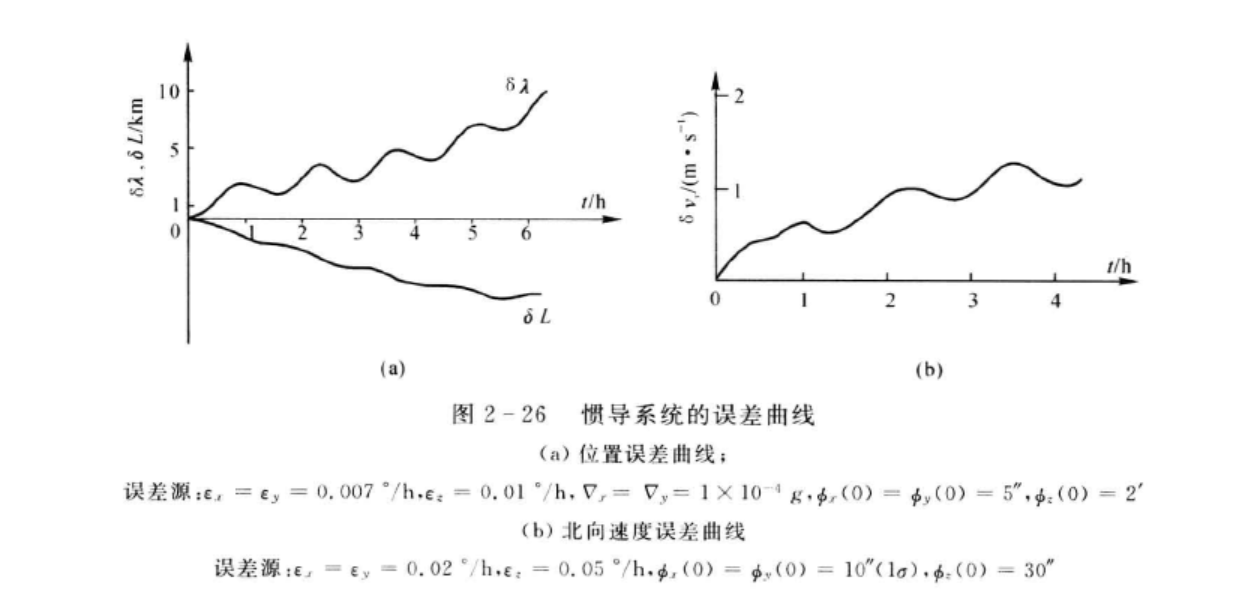 δλ
10
5
1
0
δλ, δL/km
t/h
1 2 3 4 5 6
δL
(a)
2
1
δv_y/(m·s⁻¹)
t/h
0 1 2 3 4
(b)
图 2-26 惯导系统的误差曲线
(a) 位置误差曲线;
误差源:ε_x = ε_y = 0.007 °/h,ε_z = 0.01 °/h, ∇_x = ∇_y = 1×10⁻⁴ g,ϕ_x(0) = ϕ_y(0) = 5″,ϕ_z(0) = 2′
(b) 北向速度误差曲线
误差源:ε_x = ε_y = 0.02 °/h,ε_z = 0.05 °/h,ϕ_x(0) = ϕ_y(0) = 10″(1σ),ϕ_z(0) = 30″